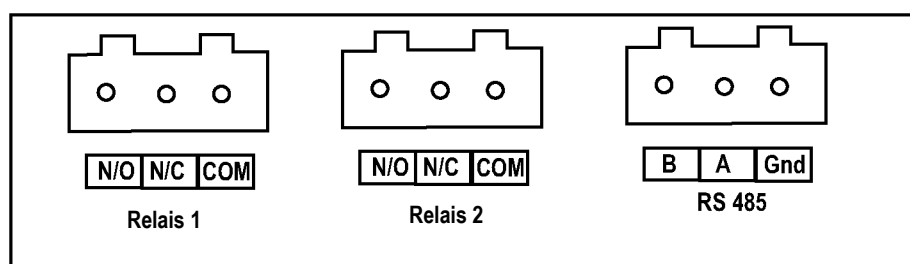 N/O N/C COM
Relais 1
N/O N/C COM
Relais 2
B A Gnd
RS 485